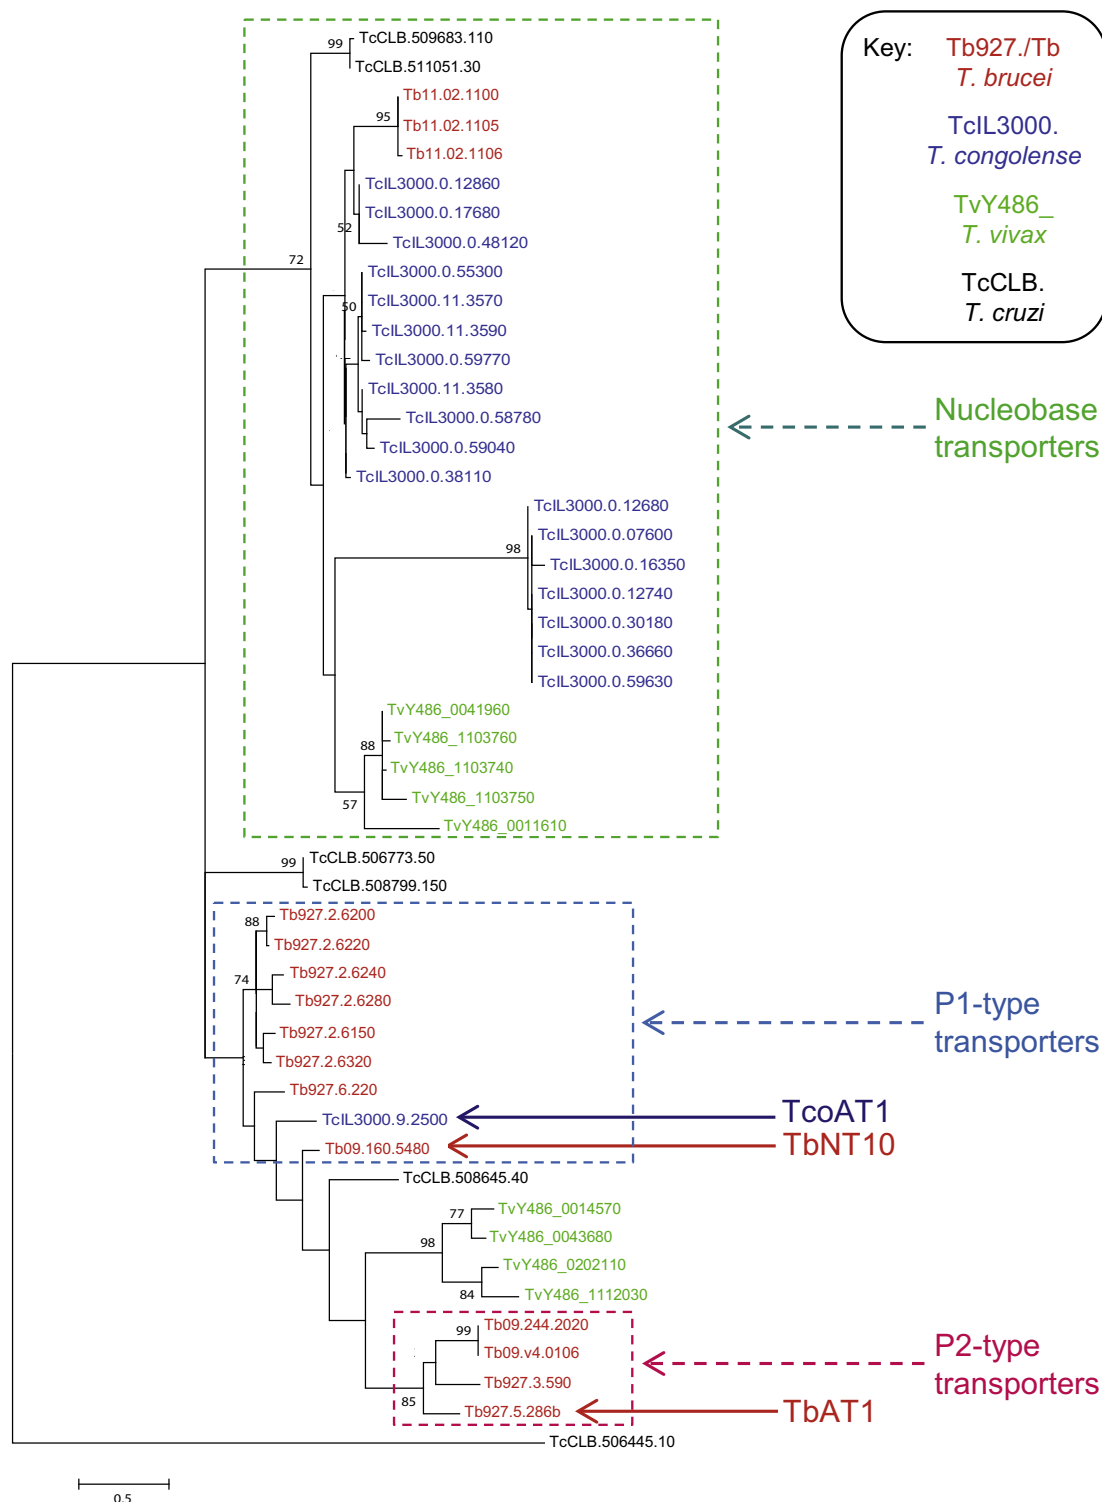 Key:
Tb927./Tb
T. brucei
TcIL3000.
T. congolense
TvY486_
T. vivax
TcCLB.
T. cruzi
99
TcCLB.509683.110
TcCLB.511051.30
Tb11.02.1100
95
Tb11.02.1105
Tb11.02.1106
TcIL3000.0.12860
TcIL3000.0.17680
52
TcIL3000.0.48120
72
TcIL3000.0.55300
TcIL3000.11.3570
50
TcIL3000.11.3590
TcIL3000.0.59770
TcIL3000.11.3580
TcIL3000.0.58780
TcIL3000.0.59040
TcIL3000.0.38110
Nucleobase
transporters
TcIL3000.0.12680
TcIL3000.0.07600
98
TcIL3000.0.16350
TcIL3000.0.12740
TcIL3000.0.30180
TcIL3000.0.36660
TcIL3000.0.59630
TvY486_0041960
TvY486_1103760
88
TvY486_1103740
TvY486_1103750
57
TvY486_0011610
99
TcCLB.506773.50
TcCLB.508799.150
88
Tb927.2.6200
Tb927.2.6220
74
Tb927.2.6240
Tb927.2.6280
Tb927.2.6150
Tb927.2.6320
P1-type
transporters
Tb927.6.220
TcIL3000.9.2500
TcoAT1
Tb09.160.5480
TbNT10
TcCLB.508645.40
77
TvY486_0014570
98
TvY486_0043680
TvY486_0202110
84
TvY486_1112030
99
Tb09.244.2020
Tb09.v4.0106
Tb927.3.590
85
Tb927.5.286b
P2-type
transporters
TbAT1
TcCLB.506445.10
0.5